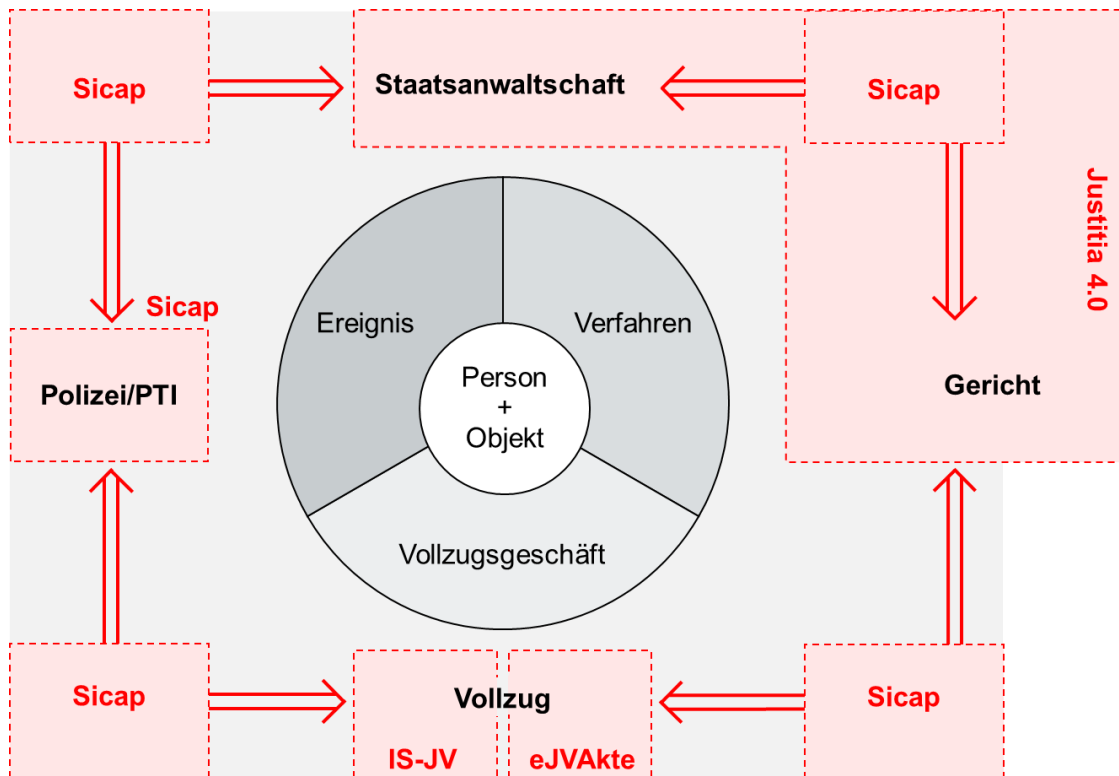 Sicap
Staatsanwaltschaft
Sicap
Justitia 4.0
Sicap
Ereignis
Verfahren
Polizei/PTI
Person
+
Objekt
Gericht
Vollzugsgeschäft
Sicap
Vollzug
Sicap
IS-JV
eJVAkte